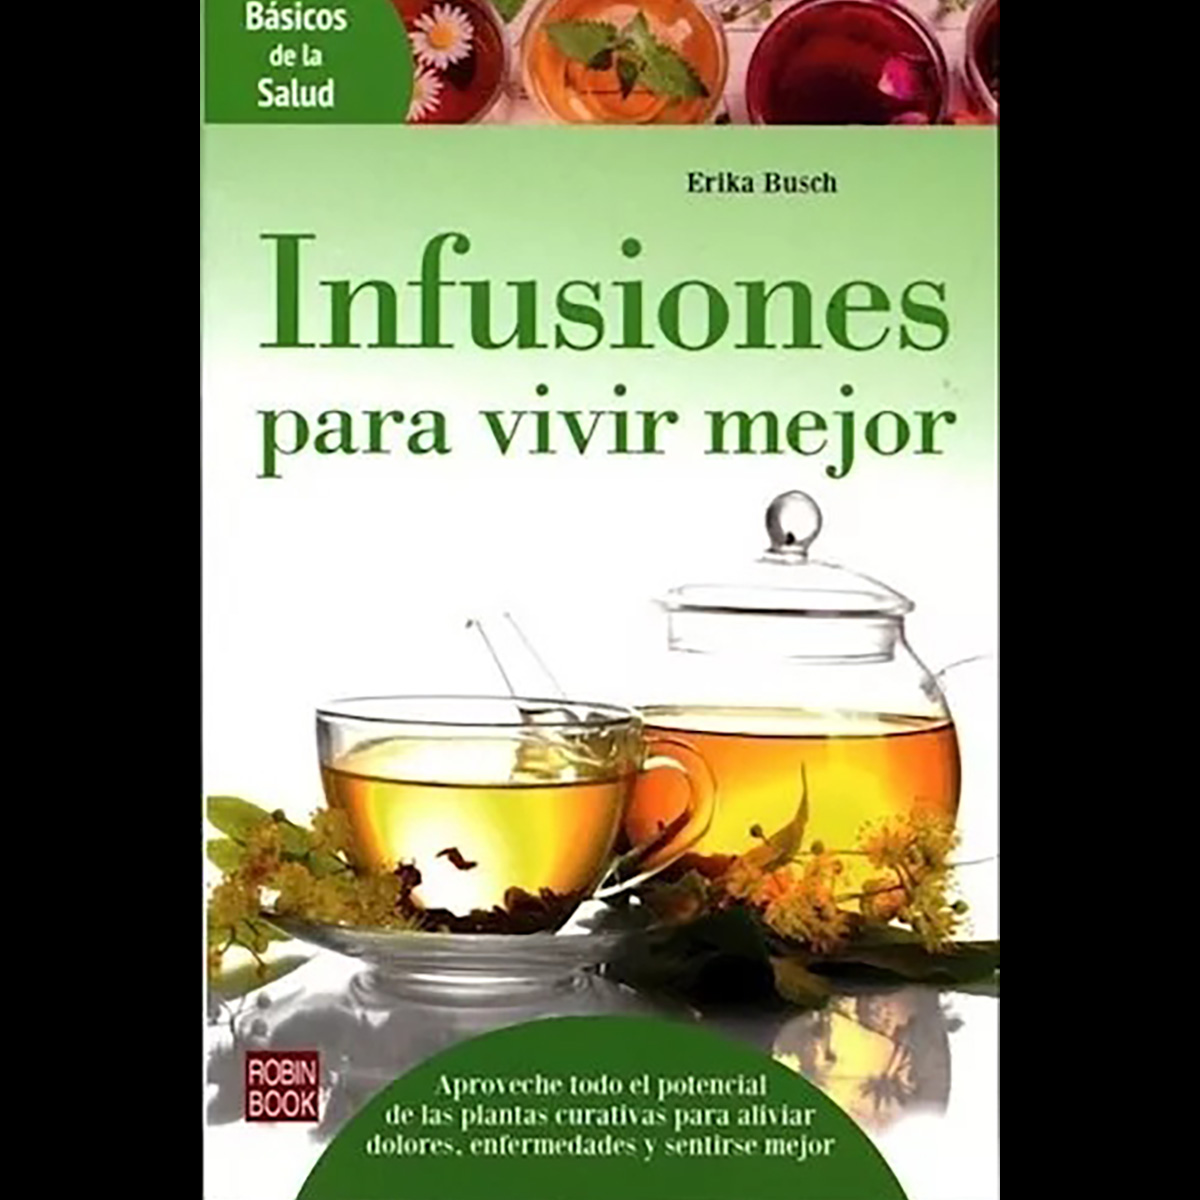 Básicos
de la
Salud
Erika Busch
Infusiones
para vivir mejor
ROBIN
BOOK
Aproveche todo el potencial
de las plantas curativas para aliviar
dolores, enfermedades y sentirse mejor